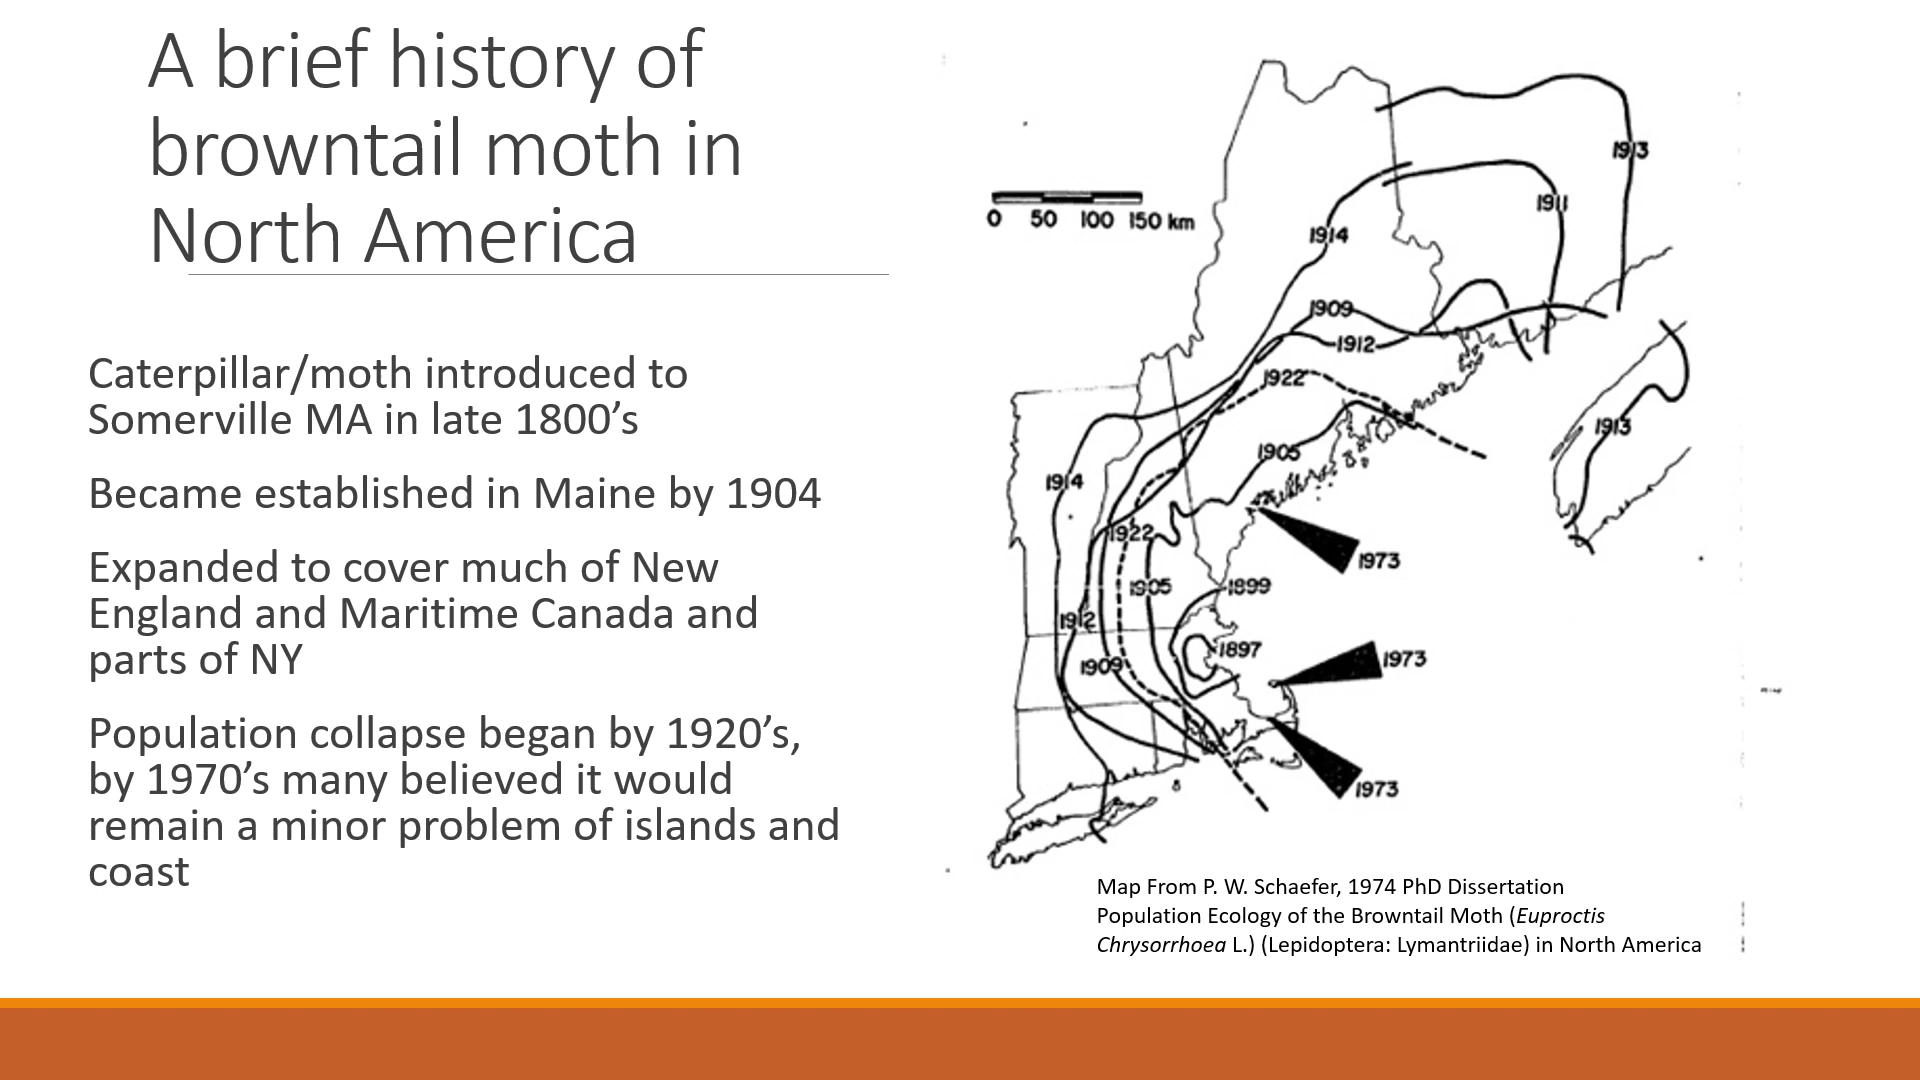 A brief history of
browntail moth in
North America
Caterpillar/moth introduced to
Somerville MA in late 1800’s
Became established in Maine by 1904
Expanded to cover much of New
England and Maritime Canada and
parts of NY
Population collapse began by 1920’s,
by 1970’s many believed it would
remain a minor problem of islands and
coast
1913
1911
0 50 100 150 km
1914
1909
1912
1922
1913
1905
1914
1922
1973
1905
1899
1912
1897
1973
1909
1973
Map From P. W. Schaefer, 1974 PhD Dissertation
Population Ecology of the Browntail Moth (Euproctis
Chrysorrhoea L.) (Lepidoptera: Lymantriidae) in North America